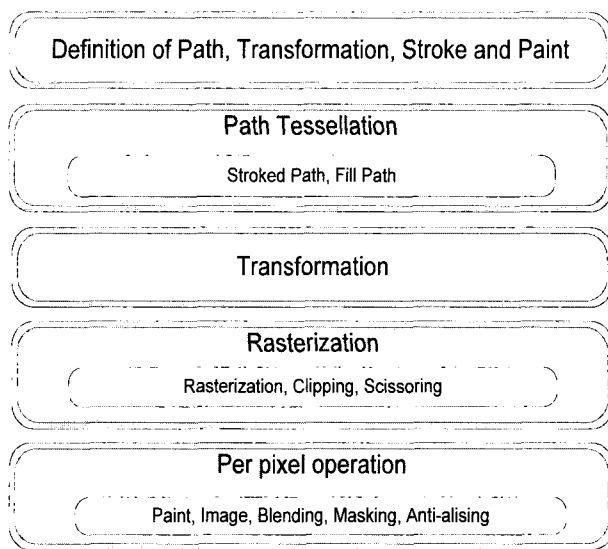 Definition of Path, Transformation, Stroke and Paint
Path Tessellation
Stroked Path, Fill Path
Transformation
Rasterization
Rasterization, Clipping, Scissoring
Per pixel operation
Paint, Image, Blending, Masking, Anti-alising